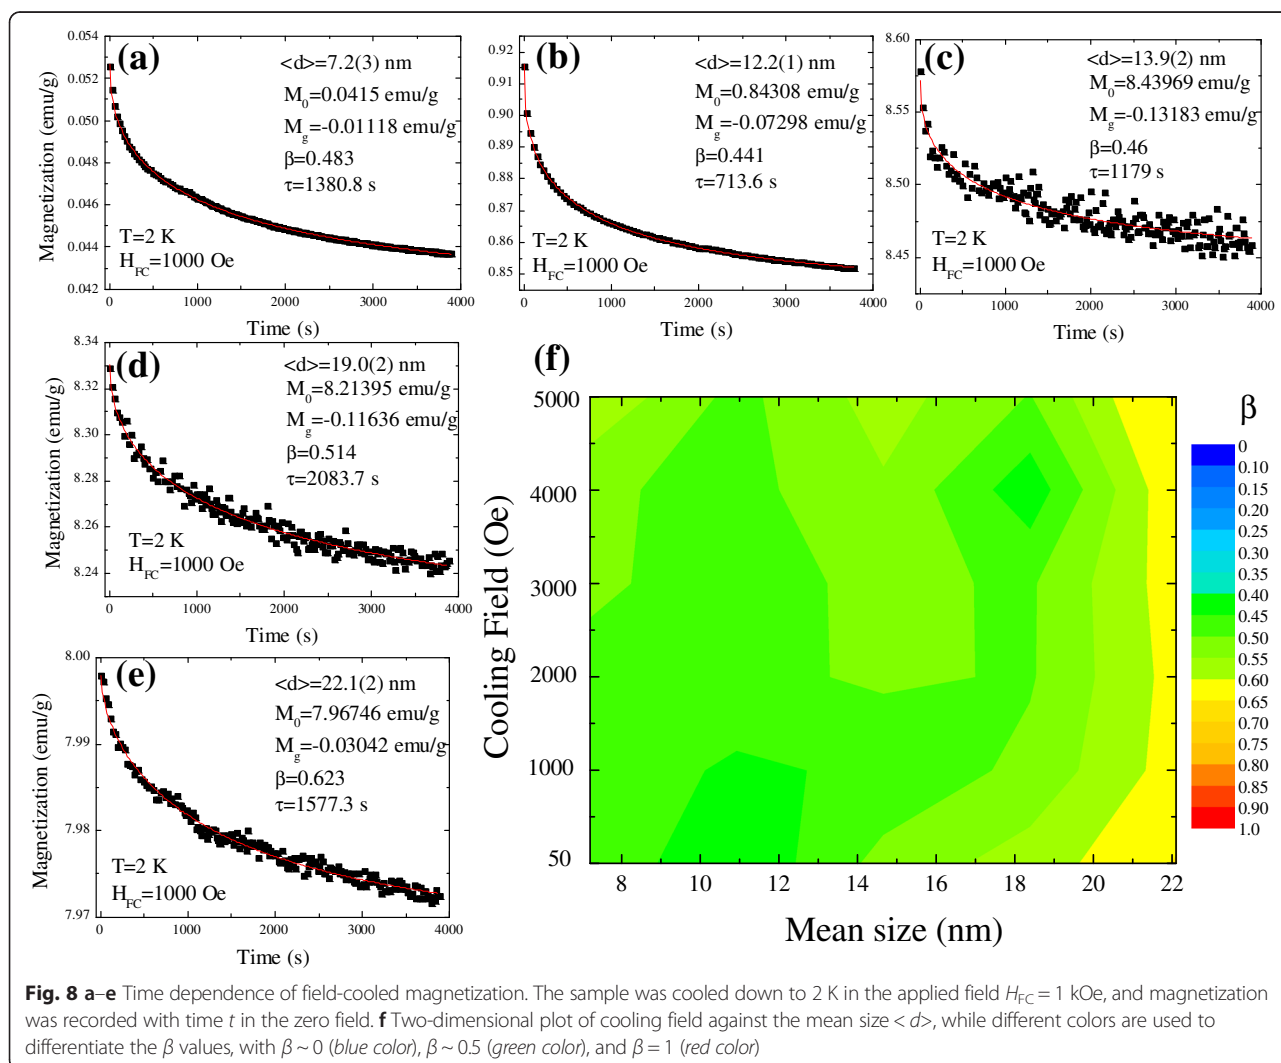 (a)
<d>=7.2(3) nm
M0=0.0415 emu/g
Mg=-0.01118 emu/g
β=0.483
τ=1380.8 s
T=2 K
HFC=1000 Oe
Magnetization (emu/g)
0.054
0.052
0.050
0.048
0.046
0.044
0.042
0 1000 2000 3000 4000
Time (s)
(b)
<d>=12.2(1) nm
M0=0.84308 emu/g
Mg=-0.07298 emu/g
β=0.441
τ=713.6 s
T=2 K
HFC=1000 Oe
0.92
0.91
0.90
0.89
0.88
0.87
0.86
0.85
0 1000 2000 3000 4000
Time (s)
(c)
<d>=13.9(2) nm
M0=8.43969 emu/g
Mg=-0.13183 emu/g
β=0.46
τ=1179 s
T=2 K
HFC=1000 Oe
8.60
8.55
8.50
8.45
0 1000 2000 3000 4000
Time (s)
(d)
<d>=19.0(2) nm
M0=8.21395 emu/g
Mg=-0.11636 emu/g
β=0.514
τ=2083.7 s
T=2 K
HFC=1000 Oe
Magnetization (emu/g)
8.34
8.32
8.30
8.28
8.26
8.24
0 1000 2000 3000 4000
Time (s)
(e)
<d>=22.1(2) nm
M0=7.96746 emu/g
Mg=-0.03042 emu/g
β=0.623
τ=1577.3 s
T=2 K
HFC=1000 Oe
Magnetization (emu/g)
8.00
7.99
7.98
7.97
0 1000 2000 3000 4000
Time (s)
(f)
Cooling Field (Oe)
5000
4000
3000
2000
1000
50
8 10 12 14 16 18 20 22
Mean size (nm)
β
0
0.10
0.15
0.20
0.25
0.30
0.35
0.40
0.45
0.50
0.55
0.60
0.65
0.70
0.75
0.80
0.85
0.90
1.0
Fig. 8 a–e Time dependence of field-cooled magnetization. The sample was cooled down to 2 K in the applied field HFC = 1 kOe, and magnetization
was recorded with time t in the zero field. f Two-dimensional plot of cooling field against the mean size < d>, while different colors are used to
differentiate the β values, with β ~ 0 (blue color), β ~ 0.5 (green color), and β = 1 (red color)